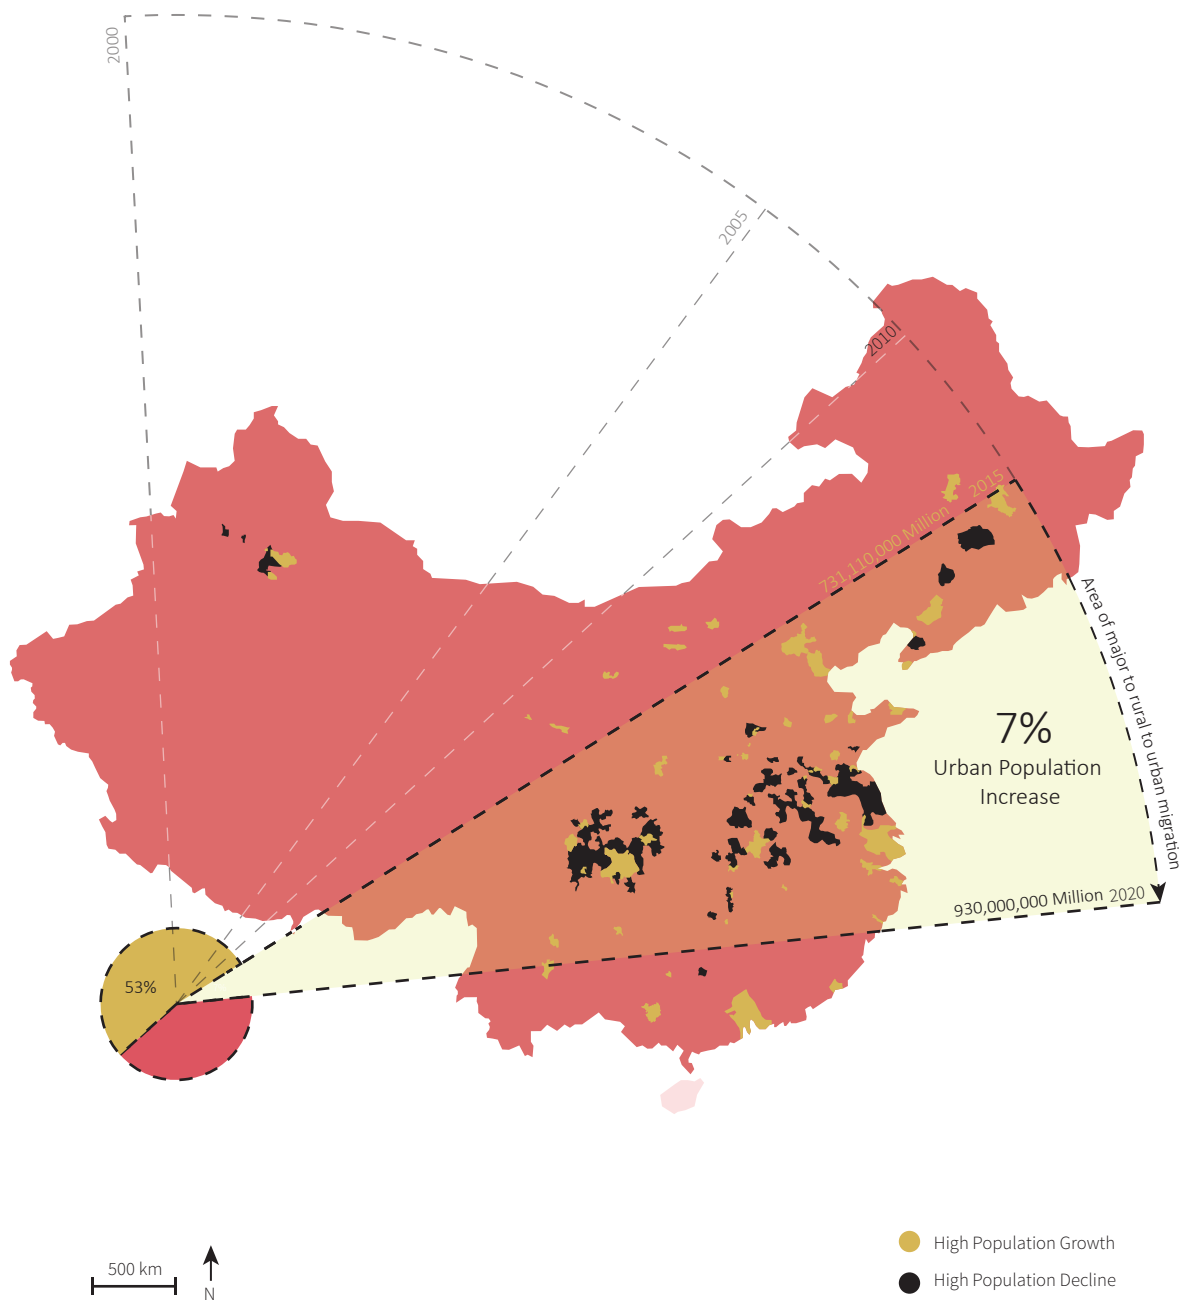 2000
2005
2010
2015
731,110,000 Million
Area of major to rural to urban migration
7%
Urban Population
Increase
930,000,000 Million 2020
53%
500 km
N
High Population Growth
High Population Decline